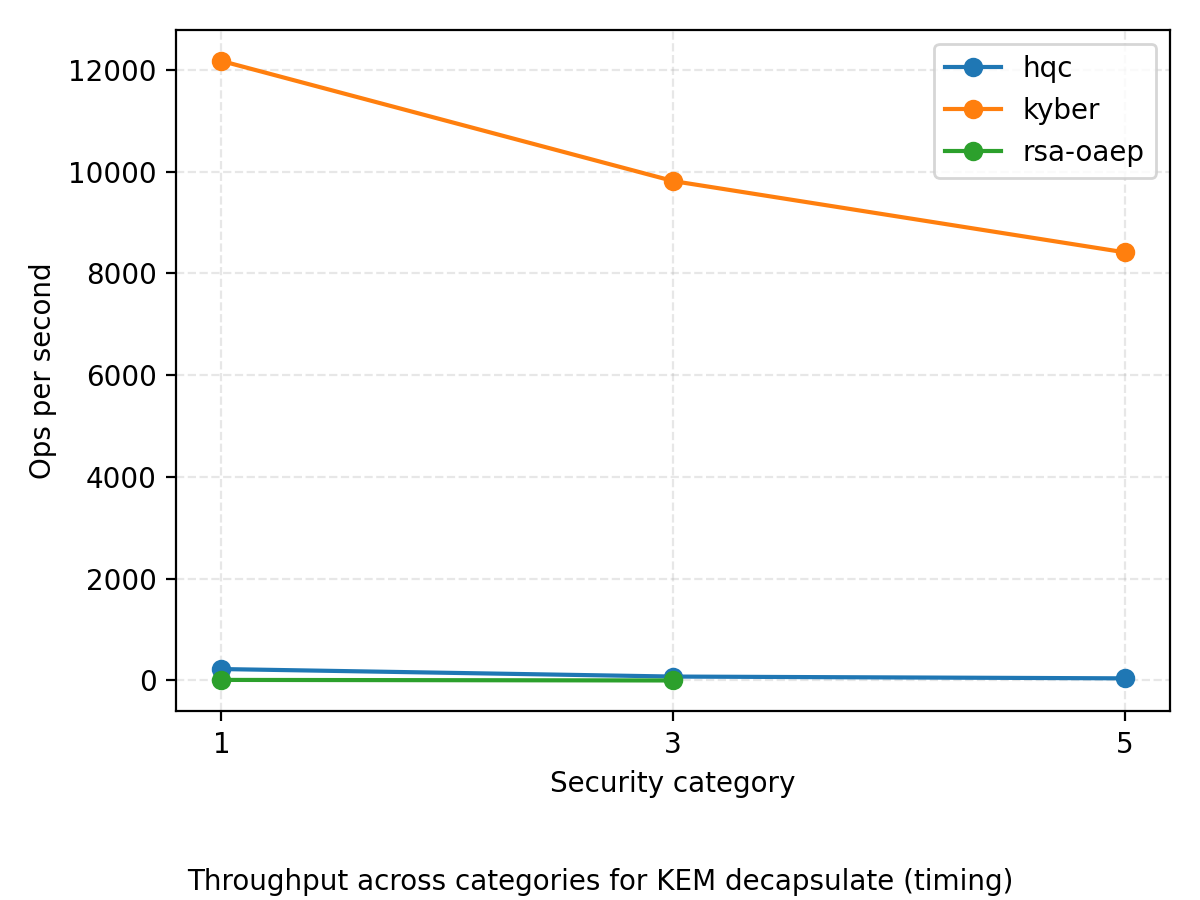 12000
10000
8000
6000
4000
2000
0
Ops per second
hqc
kyber
rsa-oaep
1 3 5
Security category
Throughput across categories for KEM decapsulate (timing)